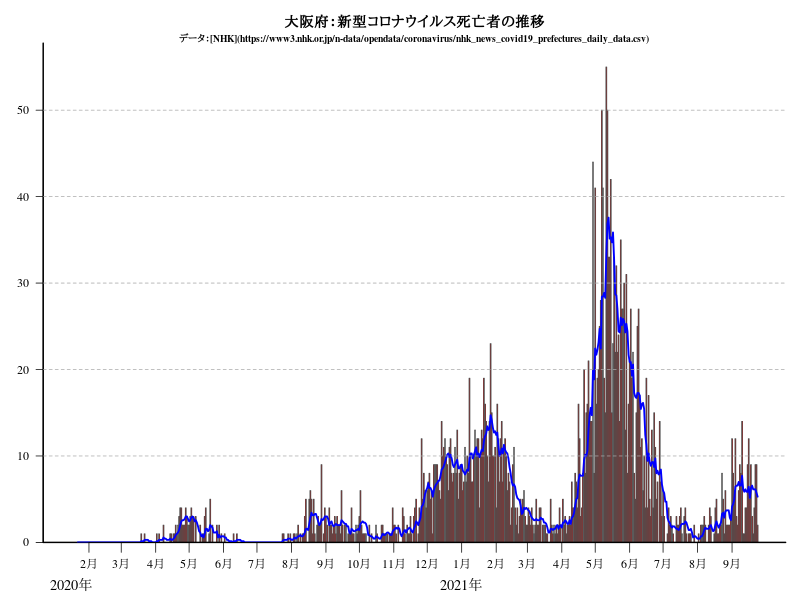 大阪府：新型コロナウイルス死亡者の推移
データ：[NHK](https://www3.nhk.or.jp/n-data/opendata/coronavirus/nhk_news_covid19_prefectures_daily_data.csv)
50
40
30
20
10
0
2月 3月 4月 5月 6月 7月 8月 9月 10月 11月 12月 1月 2月 3月 4月 5月 6月 7月 8月 9月
2020年 2021年